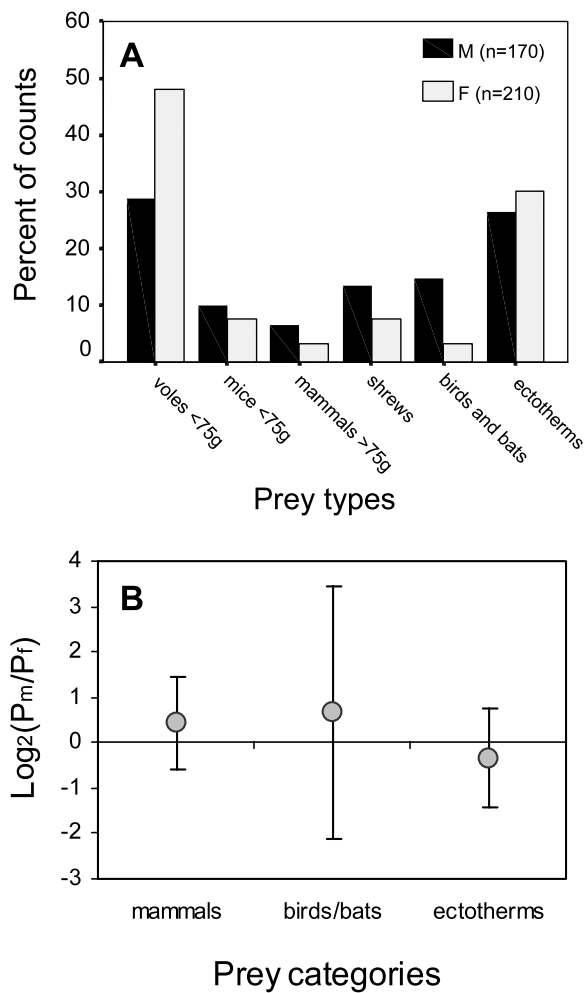 60
50
40
30
20
10
0
Percent of counts
A
M (n=170)
F (n=210)
voles <75g
mice <75g
mammals >75g
shrews
birds and bats
ectotherms
Prey types
4
3
2
1
0
-1
-2
-3
Log2(Pm/Pf)
B
mammals
birds/bats
ectotherms
Prey categories